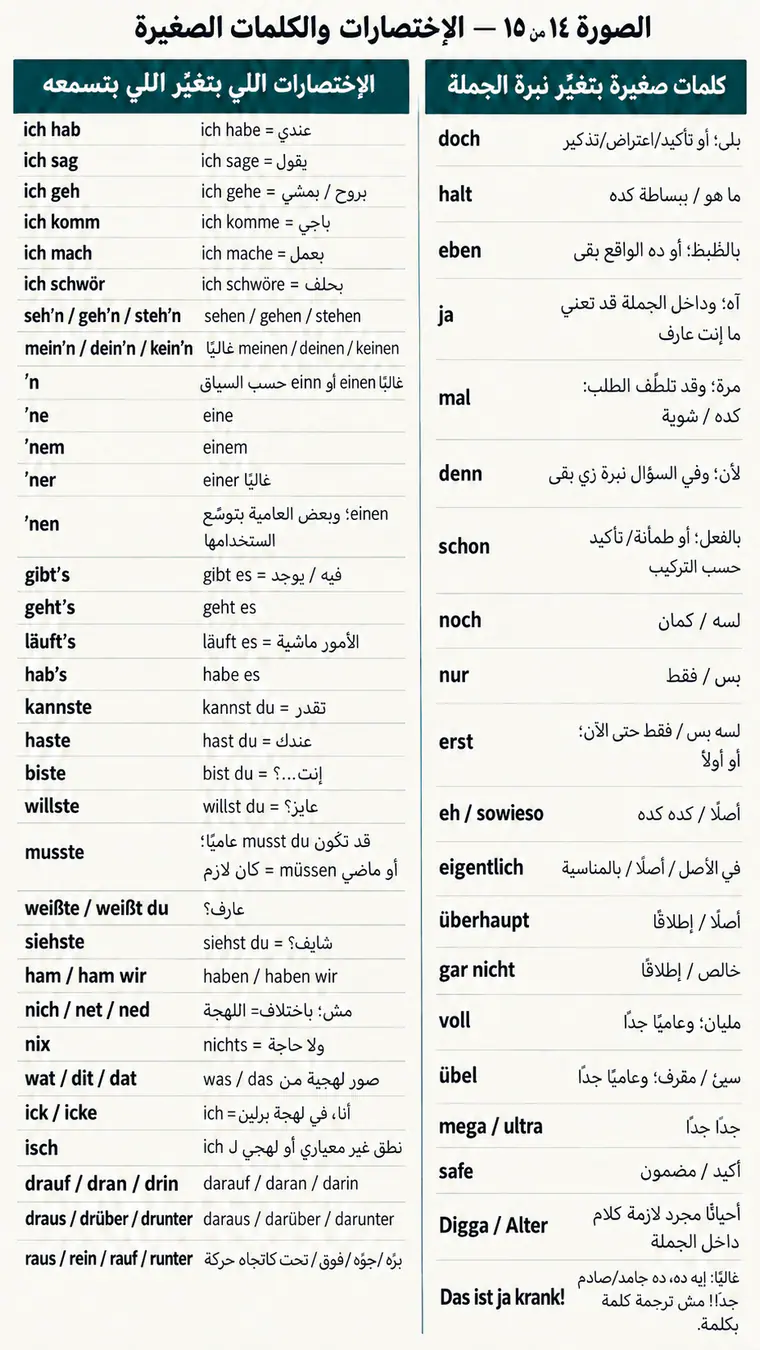 الصورة ١٤ من ١٥ — الإختصارات والكلمات الصغيرة
الإختصارات اللي بتغيِّر اللي بتسمعه
ich hab ich habe = عندي
ich sag ich sage = يقول
ich geh ich gehe = بروح / بمشي
ich komm ich komme = باجي
ich mach ich mache = بعمل
ich schwör ich schwöre = بحلف
seh’n / geh’n / steh’n sehen / gehen / stehen
mein’n / dein’n / kein’n غالبًا meinen / deinen / keinen
’n غالبًا einen أو einn حسب السياق
’ne eine
’nem einem
’ner غالبًا einer
’nen einen؛ وبعض العامية بتوسَّع
استخدامها
gibt’s gibt es = فيه / يوجد
geht’s geht es
läuft’s läuft es = الأمور ماشية
hab’s habe es
kannste kannst du = تقدر
haste hast du = عندك
biste bist du = إنت...؟
willste willst du = عايز؟
musste قد تكون musst du عاميًا؛
أو ماضي müssen = كان لازم
weißte / weißt du عارف؟
siehste siehst du = شايف؟
ham / ham wir haben / haben wir
nich / net / ned مش؛ باختلاف= اللهجة
nix nichts = ولا حاجة
wat / dit / dat صور لهجية من was / das
ick / icke ich = أنا، في لهجة برلين
isch نطق غير معياري أو لهجي ل ich
drauf / dran / drin darauf / daran / darin
draus / drüber / drunter daraus / darüber / darunter
raus / rein / rauf / runter برّه /جوّه/فوق/تحت كاتجاه حركة
كلمات صغيرة بتغيَّر نبرة الجملة
doch بلى؛ أو تأكيد/اعتراض/تذكير
halt ما هو / ببساطة كده
eben بالظبط؛ أو ده الواقع بقى
ja آه؛ وداخل الجملة قد تعني
ما إنت عارف
mal مرة؛ وقد تلطَّف الطلب:
كده / شوية
denn لأن؛ وفي السؤال نبرة زي بقى
schon بالفعل؛ أو طمأنة/ تأكيد
حسب التركيب
noch لسه / كمان
nur بس / فقط
erst لسه بس / فقط حتى الآن؛
أو أولاً
eh / sowieso أصلًا / كده كده
eigentlich في الأصل / أصلًا / بالمناسبة
überhaupt أصلًا / إطلاقًا
gar nicht خالص / إطلاقًا
voll مليان؛ وعاميًا جدًا
übel سيئ / مقرف؛ وعاميًا جدًا
mega / ultra جدًا جدًا
safe أكيد / مضمون
Digga / Alter أحيانًا مجرد لازمة كلام
داخل الجملة
Das ist ja krank! غالبًا: إيه ده، ده جامد/صادم
جدًا!! مش ترجمة كلمة
بكلمة.